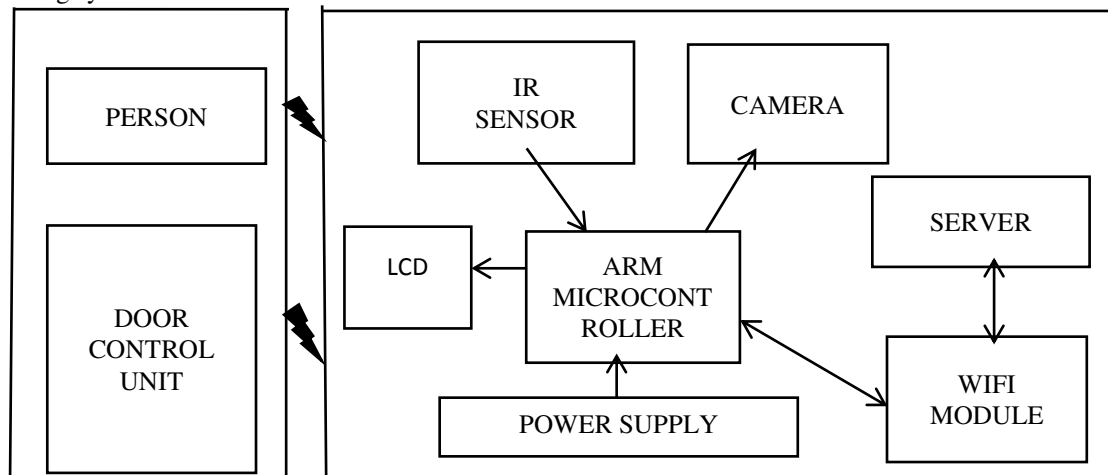 PERSON
DOOR
CONTROL
UNIT
IR
SENSOR
CAMERA
SERVER
LCD
ARM
MICROCONT
ROLLER
WIFI
MODULE
POWER SUPPLY